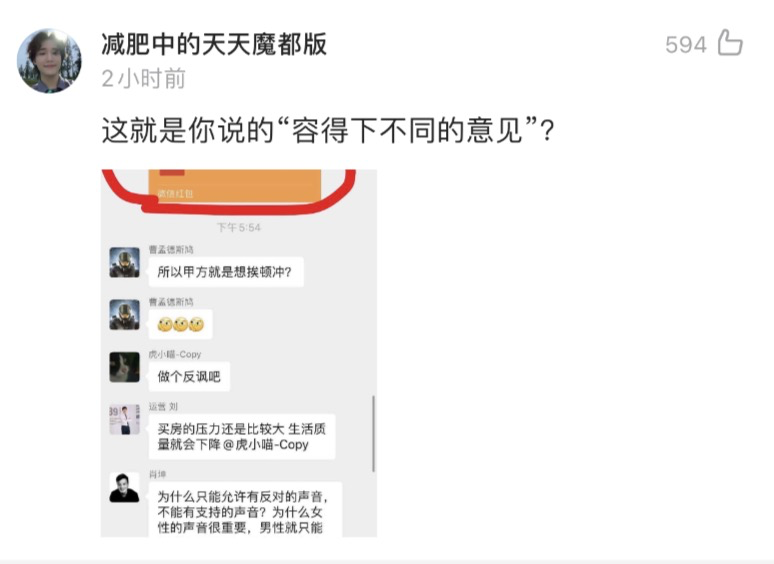 减肥中的天天魔都版
594
2小时前
这就是你说的“容得下不同的意见”?
微信红包
下午5:54
曹孟德斯鸠
所以甲方就是想挨顿冲?
曹孟德斯鸠
虎小喵-Copy
做个反讽吧
运营 刘
买房的压力还是比较大 生活质
量就会下降@虎小喵-Copy
肖坤
为什么只能允许有反对的声音,
不能有支持的声音?为什么女
性的声音很重要,男性就只能